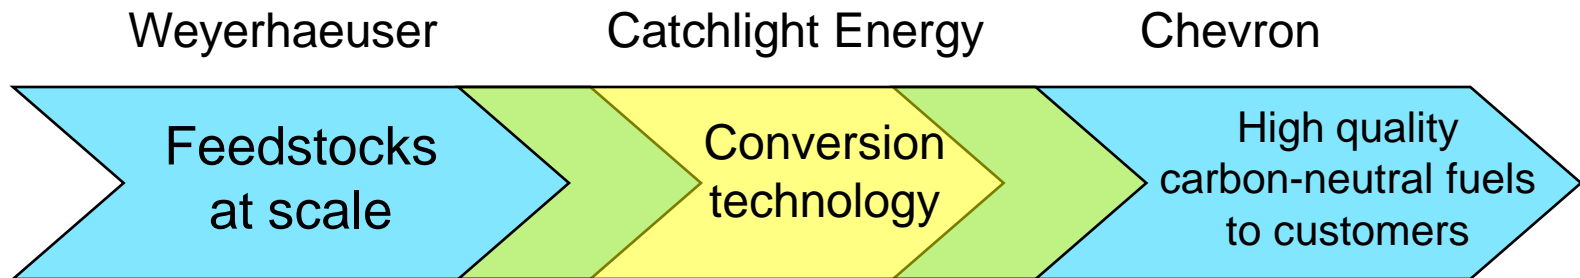 Weyerhaeuser
Catchlight Energy
Chevron
Feedstocks
at scale
Conversion
technology
High quality
carbon-neutral fuels
to customers